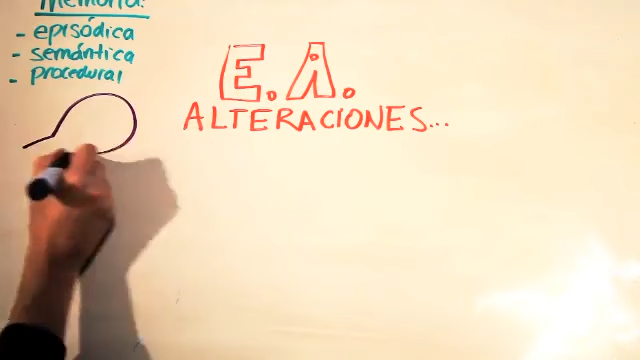 Memoria:
- episódica
- semántica
- procedural
E.A.
ALTERACIONES...